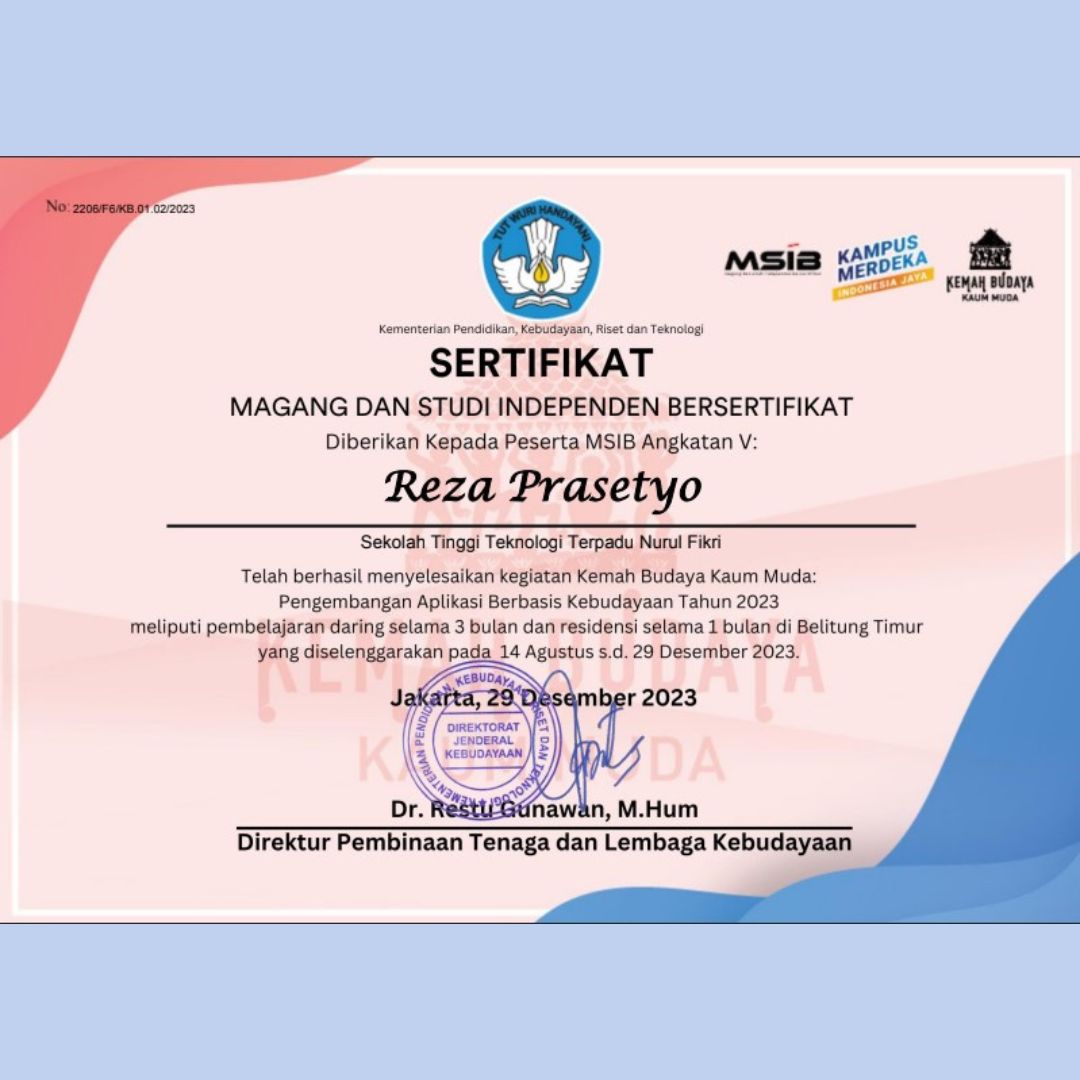 No: 2206/F6/KB.01.02/2023
TUT WURI HANDAYANI
MSIB
KAMPUS
MERDEKA
INDONESIA JAYA
KEMAH BUDAYA
KAUM MUDA
Kementerian Pendidikan, Kebudayaan, Riset dan Teknologi
SERTIFIKAT
MAGANG DAN STUDI INDEPENDEN BERSERTIFIKAT
Diberikan Kepada Peserta MSIB Angkatan V:
Reza Prasetyo
Sekolah Tinggi Teknologi Terpadu Nurul Fikri
Telah berhasil menyelesaikan kegiatan Kemah Budaya Kaum Muda:
Pengembangan Aplikasi Berbasis Kebudayaan Tahun 2023
meliputi pembelajaran daring selama 3 bulan dan residensi selama 1 bulan di Belitung Timur
yang diselenggarakan pada 14 Agustus s.d. 29 Desember 2023.
KEMAH BUDAYA
KAUM MUDA
Jakarta, 29 Desember 2023
KEMENTERIAN PENDIDIKAN, KEBUDAYAAN, RISET DAN TEKNOLOGI
DIREKTORAT
JENDERAL
KEBUDAYAAN
Dr. Restu Gunawan, M.Hum
Direktur Pembinaan Tenaga dan Lembaga Kebudayaan